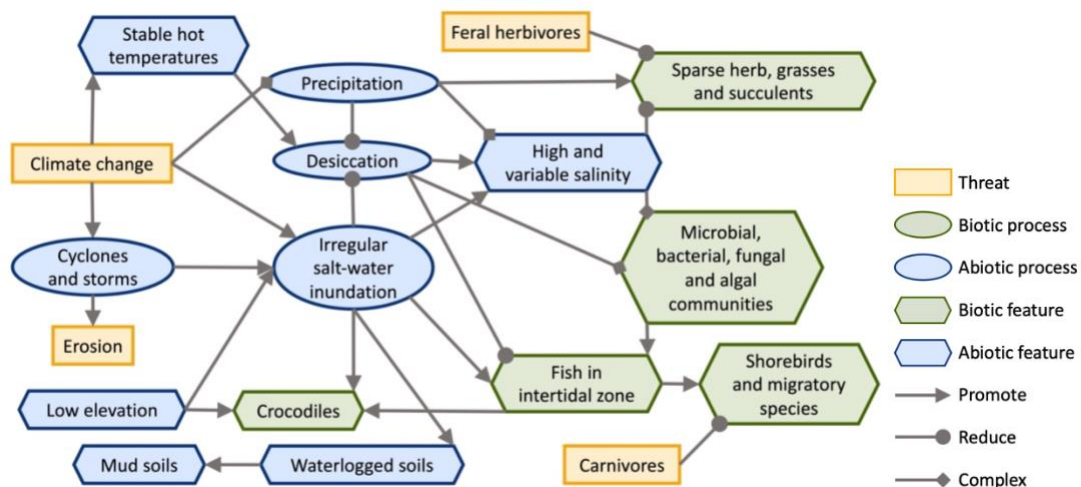 Stable hot
temperatures
Feral herbivores
Precipitation
Sparse herb, grasses
and succulents
Climate change
Desiccation
High and
variable salinity
Cyclones
and storms
Irregular
salt-water
inundation
Microbial,
bacterial, fungal
and algal
communities
Erosion
Low elevation
Crocodiles
Fish in
intertidal zone
Shorebirds
and migratory
species
Mud soils
Waterlogged soils
Carnivores
Threat
Biotic process
Abiotic process
Biotic feature
Abiotic feature
Promote
Reduce
Complex